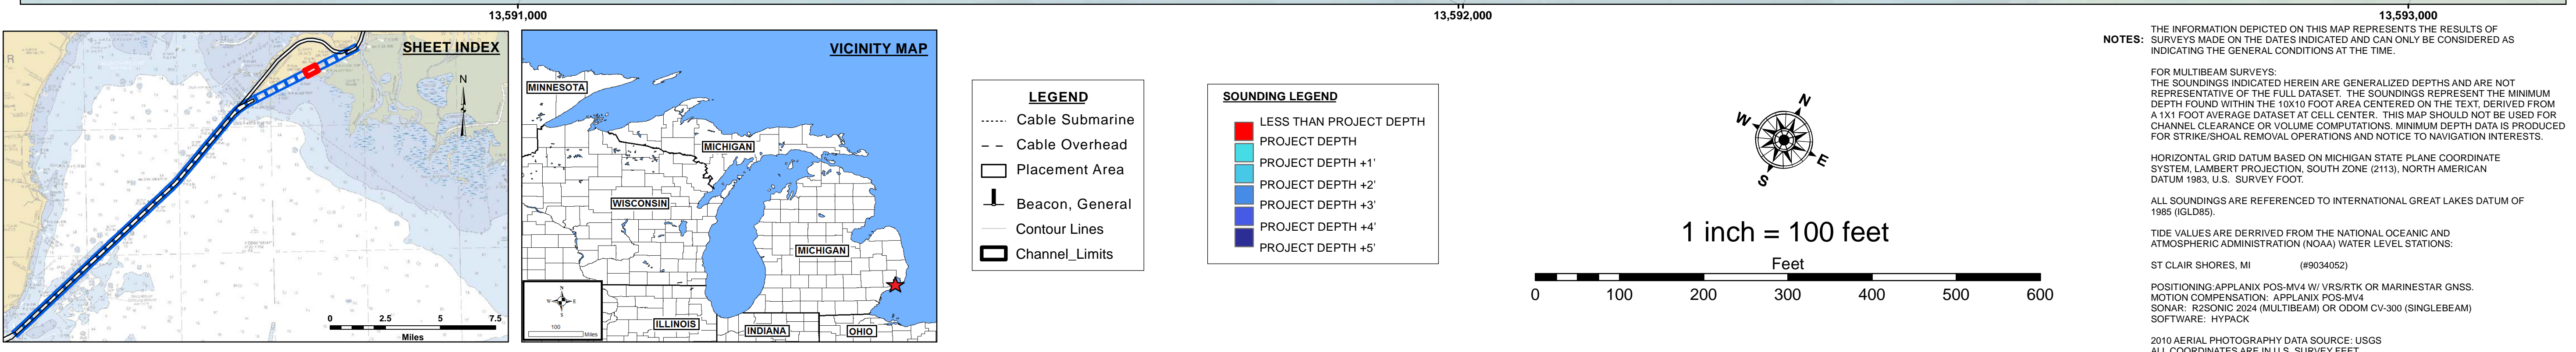 13,591,000
13,592,000
13,593,000
SHEET INDEX
R
N
0 2.5 5 7.5
Miles
VICINITY MAP
MINNESOTA
MICHIGAN
WISCONSIN
MICHIGAN
ILLINOIS
INDIANA
OHIO
N
W E
S
100
Miles
LEGEND
Cable Submarine
Cable Overhead
Placement Area
Beacon, General
Contour Lines
Channel_Limits
SOUNDING LEGEND
LESS THAN PROJECT DEPTH
PROJECT DEPTH
PROJECT DEPTH +1'
PROJECT DEPTH +2'
PROJECT DEPTH +3'
PROJECT DEPTH +4'
PROJECT DEPTH +5'
N
W
E
S
1 inch = 100 feet
Feet
0 100 200 300 400 500 600
THE INFORMATION DEPICTED ON THIS MAP REPRESENTS THE RESULTS OF
NOTES: SURVEYS MADE ON THE DATES INDICATED AND CAN ONLY BE CONSIDERED AS
INDICATING THE GENERAL CONDITIONS AT THE TIME.
FOR MULTIBEAM SURVEYS:
THE SOUNDINGS INDICATED HEREIN ARE GENERALIZED DEPTHS AND ARE NOT
REPRESENTATIVE OF THE FULL DATASET. THE SOUNDINGS REPRESENT THE MINIMUM
DEPTH FOUND WITHIN THE 10X10 FOOT AREA CENTERED ON THE TEXT, DERIVED FROM
A 1X1 FOOT AVERAGE DATASET AT CELL CENTER. THIS MAP SHOULD NOT BE USED FOR
CHANNEL CLEARANCE OR VOLUME COMPUTATIONS. MINIMUM DEPTH DATA IS PRODUCED
FOR STRIKE/SHOAL REMOVAL OPERATIONS AND NOTICE TO NAVIGATION INTERESTS.
HORIZONTAL GRID DATUM BASED ON MICHIGAN STATE PLANE COORDINATE
SYSTEM, LAMBERT PROJECTION, SOUTH ZONE (2113), NORTH AMERICAN
DATUM 1983, U.S. SURVEY FOOT.
ALL SOUNDINGS ARE REFERENCED TO INTERNATIONAL GREAT LAKES DATUM OF
1985 (IGLD85).
TIDE VALUES ARE DERRIVED FROM THE NATIONAL OCEANIC AND
ATMOSPHERIC ADMINISTRATION (NOAA) WATER LEVEL STATIONS:
ST CLAIR SHORES, MI (#9034052)
POSITIONING:APPLANIX POS-MV4 W/ VRS/RTK OR MARINESTAR GNSS.
MOTION COMPENSATION: APPLANIX POS-MV4
SONAR: R2SONIC 2024 (MULTIBEAM) OR ODOM CV-300 (SINGLEBEAM)
SOFTWARE: HYPACK
2010 AERIAL PHOTOGRAPHY DATA SOURCE: USGS
ALL COORDINATES ARE IN U.S. SURVEY FEET